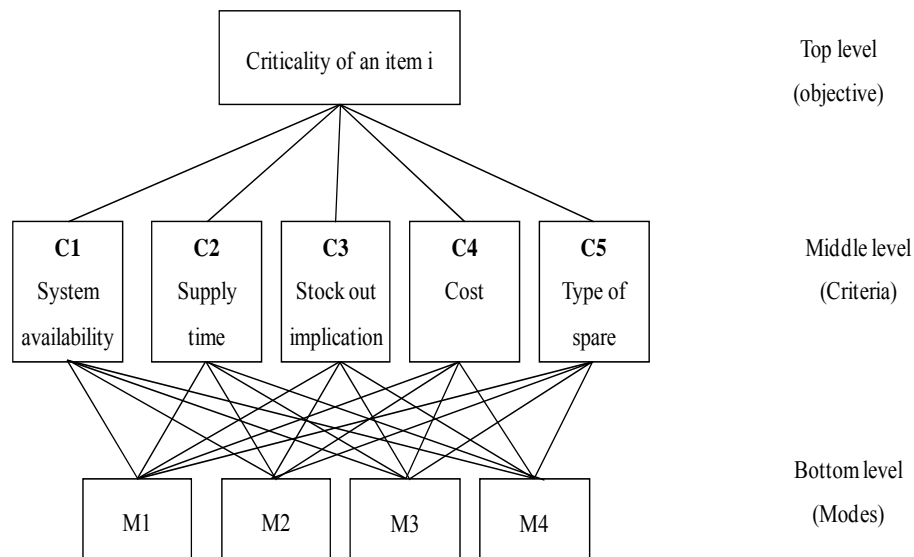 Criticality of an item i
Top level
(objective)
C1
System
availability
C2
Supply
time
C3
Stock out
implication
C4
Cost
C5
Type of
spare
Middle level
(Criteria)
M1
M2
M3
M4
Bottom level
(Modes)